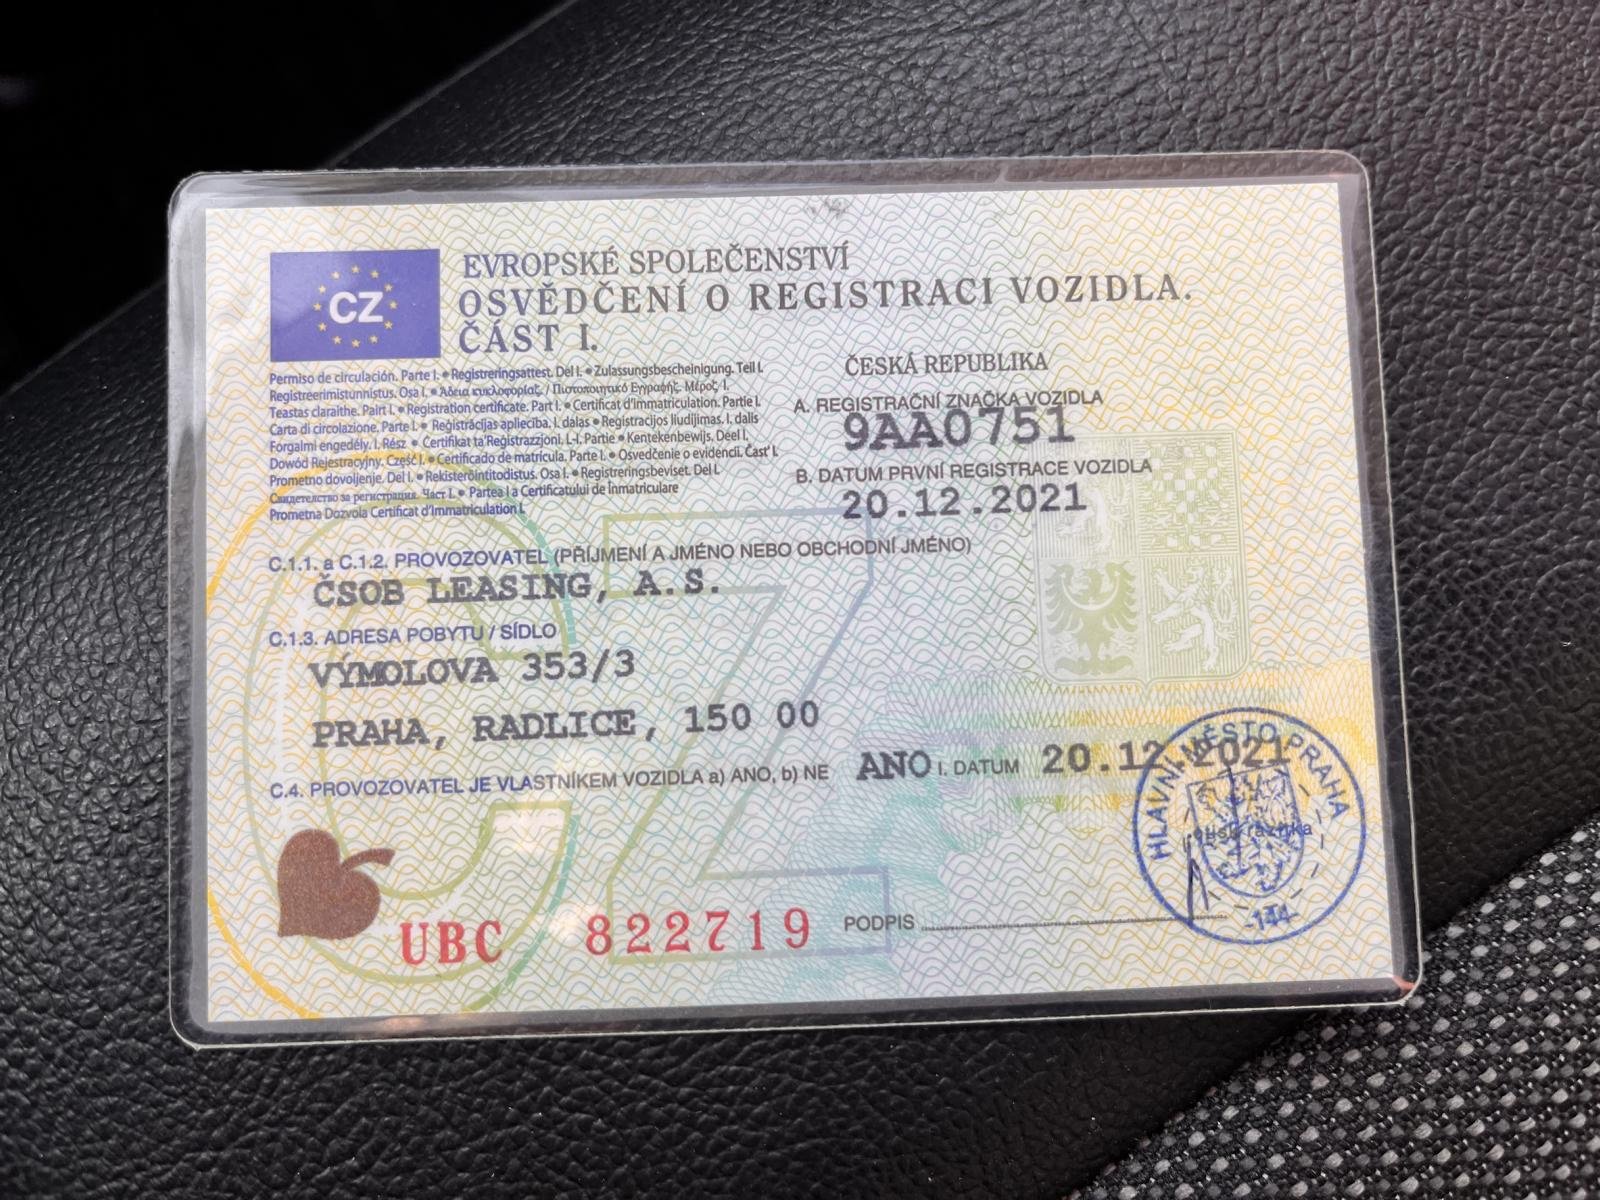 CZ
EVROPSKÉ SPOLEČENSTVÍ
OSVĚDČENÍ O REGISTRACI VOZIDLA.
ČÁST I.
Permiso de circulación. Parte I. • Registreringsattest. Del I. • Zulassungsbescheinigung. Teil I.
Registreerimistunnistus. Osa I. • Άδεια κυκλοφορίας / Πιστοποιητικό Εγγραφής. Μέρος I.
Teastas claraithe. Pairt I. • Registration certificate. Part I. • Certificat d'immatriculation. Partie I.
Carta di circolazione. Parte I. • Reģistrācijas apliecība. I. dalas • Registracijos liudijimas. I. dalis
Forgalmi engedély. I. Rész • Certifikat ta'Reġistrazzjoni. L-I. Partie • Kentekenbewijs. Deel I.
Dowód Rejestracyjny. Część I. • Certificado de matrícula. Parte I. • Osvedčenie o evidencii. Časť I.
Prometno dovoljenje. Del I. • Rekisteröintitodistus. Osa I. • Registreringsbeviset. Del I.
Свидетелство за регистрация. Част I. • Partea I a Certificatului de înmatriculare
Prometna Dozvola Certificat d'Immatriculation I.
ČESKÁ REPUBLIKA
A. REGISTRAČNÍ ZNAČKA VOZIDLA
9AA0751
B. DATUM PRVNÍ REGISTRACE VOZIDLA
20.12.2021
C.1.1. a C.1.2. PROVOZOVATEL (PŘÍJMENÍ A JMÉNO NEBO OBCHODNÍ JMÉNO)
ČSOB LEASING, A.S.
C.1.3. ADRESA POBYTU / SÍDLO
VÝMOLOVA 353/3
PRAHA, RADLICE, 150 00
C.4. PROVOZOVATEL JE VLASTNÍKEM VOZIDLA a) ANO, b) NE ANO I. DATUM 20.12.2021
HLAVNÍ MĚSTO PRAHA
otisk razítka
-144-
UBC 822719 PODPIS